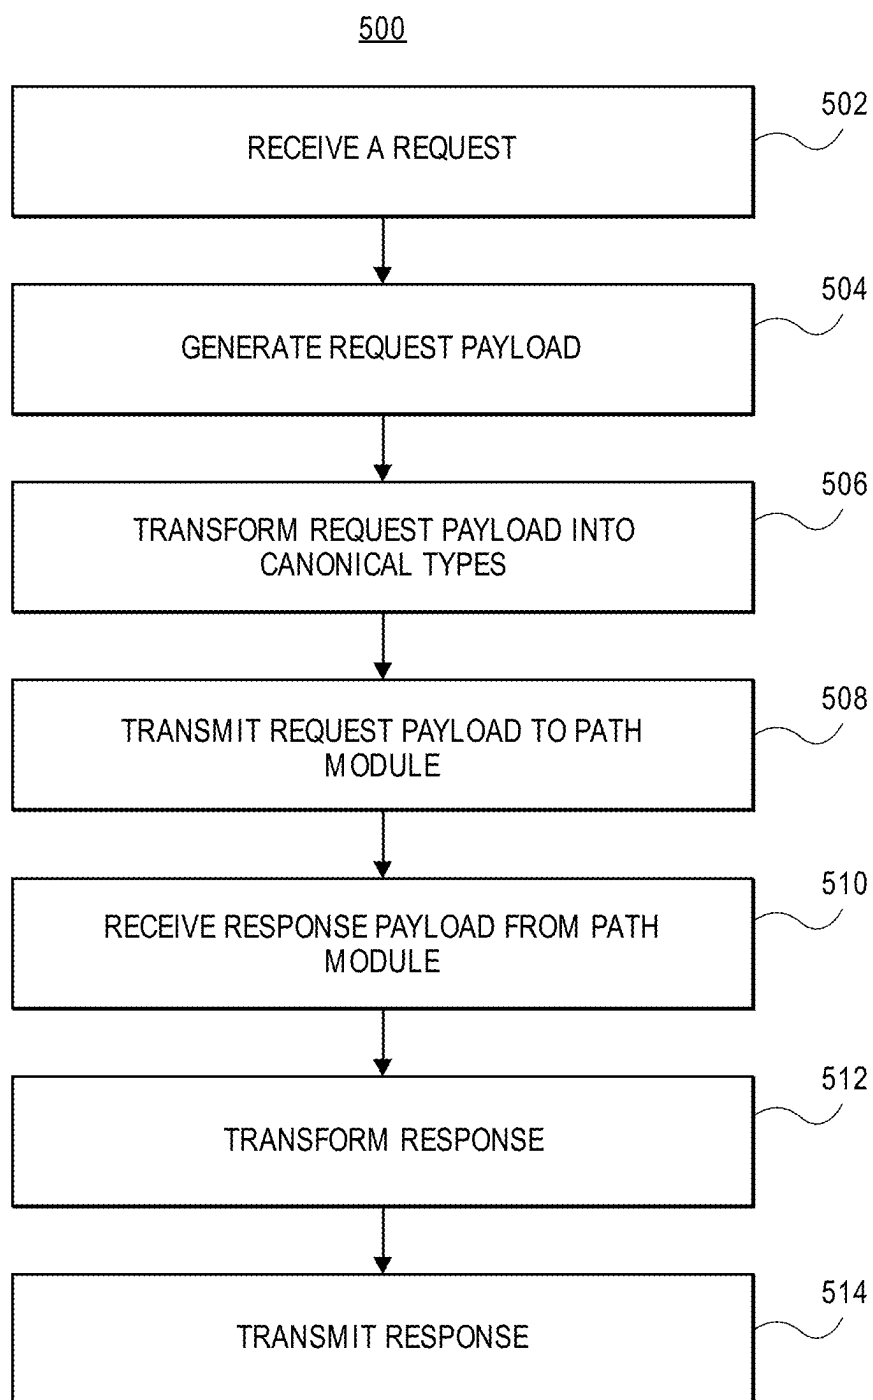 500
RECEIVE A REQUEST
502
GENERATE REQUEST PAYLOAD
504
TRANSFORM REQUEST PAYLOAD INTO
CANONICAL TYPES
506
TRANSMIT REQUEST PAYLOAD TO PATH
MODULE
508
RECEIVE RESPONSE PAYLOAD FROM PATH
MODULE
510
TRANSFORM RESPONSE
512
TRANSMIT RESPONSE
514